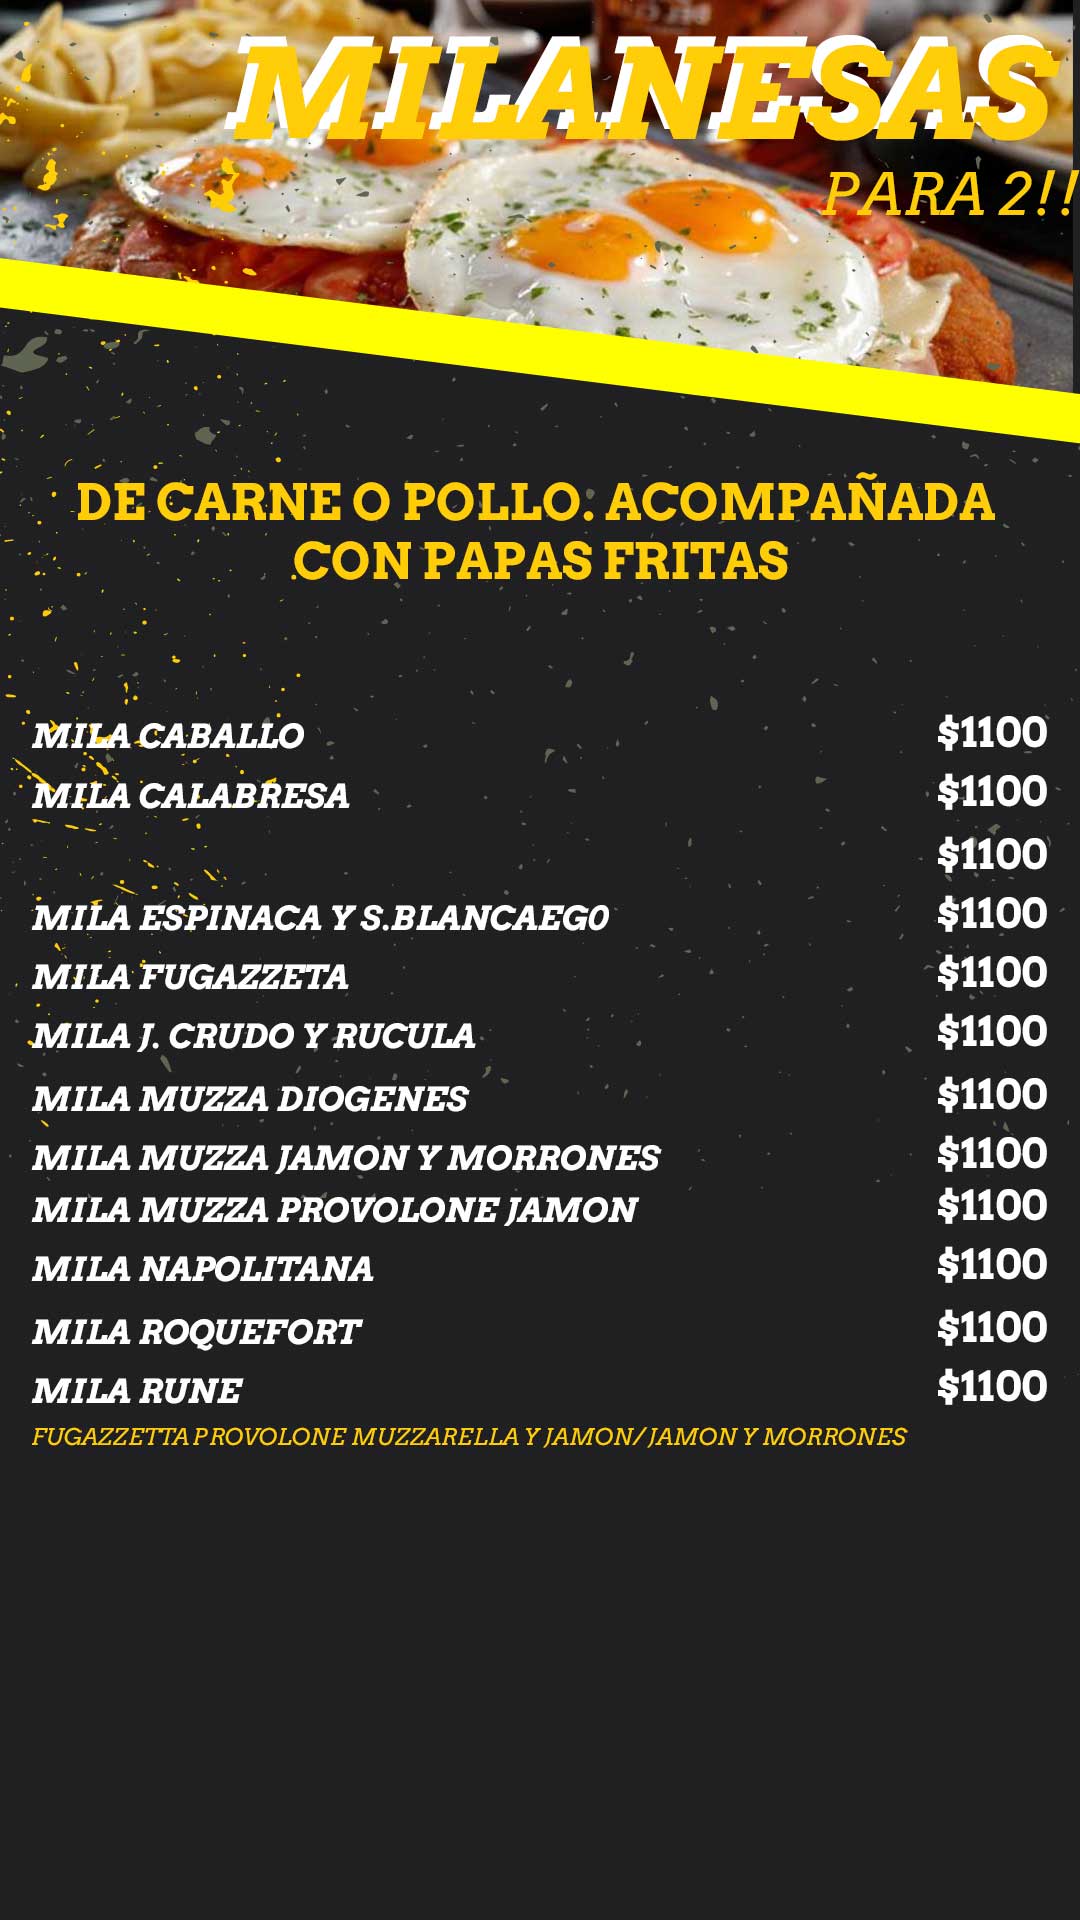 MILANESAS
PARA 2!!
DE CARNE O POLLO. ACOMPAÑADA
CON PAPAS FRITAS
MILA CABALLO $1100
MILA CALABRESA $1100
$1100
MILA ESPINACA Y S.BLANCAEG0 $1100
MILA FUGAZZETA $1100
MILA J. CRUDO Y RUCULA $1100
MILA MUZZA DIOGENES $1100
MILA MUZZA JAMON Y MORRONES $1100
MILA MUZZA PROVOLONE JAMON $1100
MILA NAPOLITANA $1100
MILA ROQUEFORT $1100
MILA RUNE $1100
FUGAZZETTA PROVOLONE MUZZARELLA Y JAMON/JAMON Y MORRONES